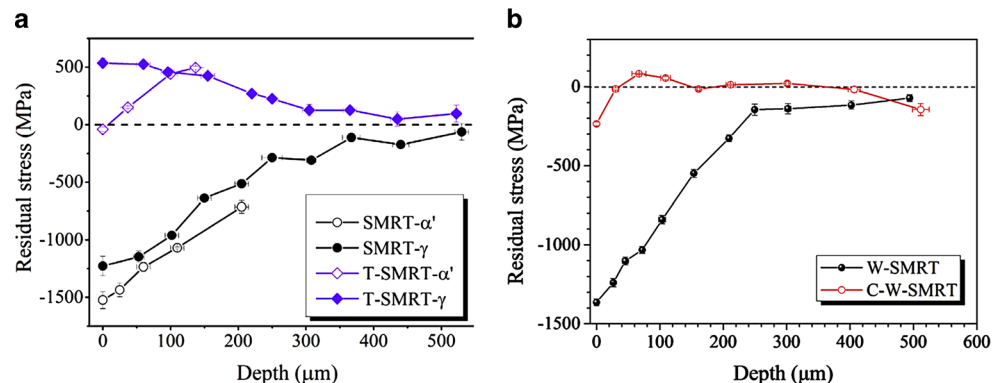 a
Residual stress (MPa)
500
0
-500
-1000
-1500
0 100 200 300 400 500
Depth (μm)
SMRT-α'
SMRT-γ
T-SMRT-α'
T-SMRT-γ
b
Residual stress (MPa)
0
-500
-1000
-1500
0 100 200 300 400 500 600
Depth (μm)
W-SMRT
C-W-SMRT